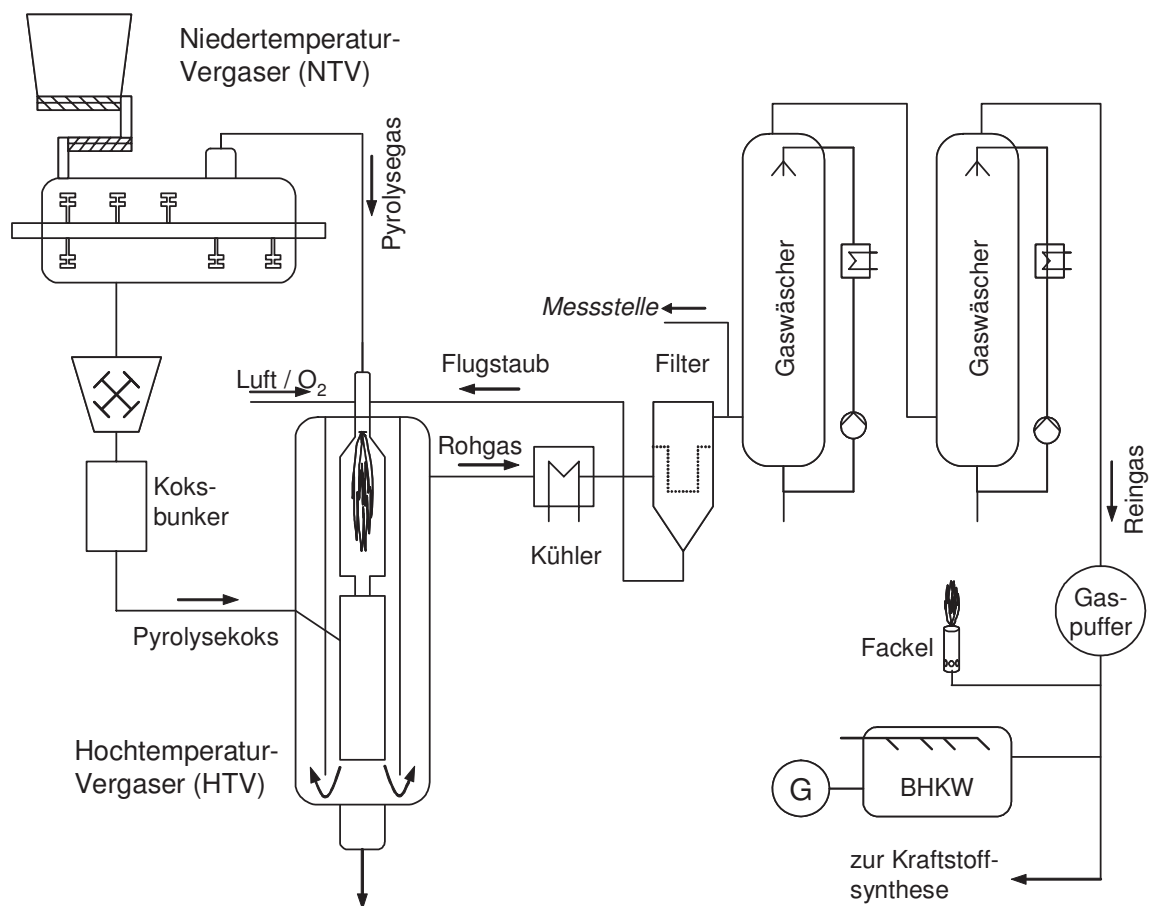 Niedertemperatur-
Vergaser (NTV)
Pyrolysegas
Gaswäscher
Gaswäscher
Messstelle
Flugstaub
Filter
Luft / O2
Rohgas
Koks-
bunker
Kühler
Reingas
Gas-
puffer
Pyrolysekoks
Fackel
Hochtemperatur-
Vergaser (HTV)
G
BHKW
zur Kraftstoff-
synthese